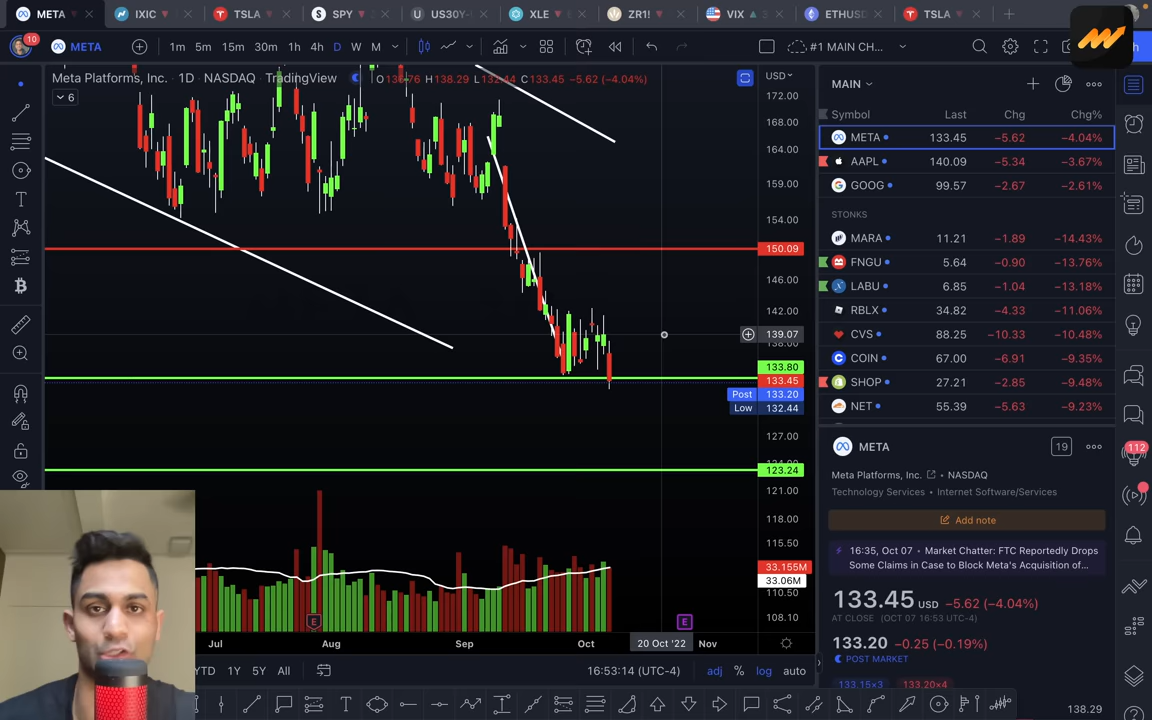 META
IXIC
TSLA
SPY
US30Y
XLE
ZR1!
VIX
ETHUSD
TSLA
10
META
1m 5m 15m 30m 1h 4h D W M
#1 MAIN CH...
Meta Platforms, Inc. · 1D · NASDAQ · TradingView
H138.29 C133.45 −5.62 (−4.04%)
6
USD
172.00
168.00
164.00
159.00
154.00
150.09
146.00
142.00
139.07
138.00
133.80
133.45
Post 133.20
Low 132.44
127.00
123.24
121.00
118.00
115.50
33.155M
33.06M
110.50
108.10
E
E
Jul Aug Sep Oct 20 Oct '22 Nov
YTD 1Y 5Y All
16:53:14 (UTC-4)
adj % log auto
MAIN
Symbol Last Chg Chg%
META 133.45 −5.62 −4.04%
AAPL 140.09 −5.34 −3.67%
GOOG 99.57 −2.67 −2.61%
STONKS
MARA 11.21 −1.89 −14.43%
FNGU 5.64 −0.90 −13.76%
LABU 6.85 −1.04 −13.18%
RBLX 34.82 −4.33 −11.06%
CVS 88.25 −10.33 −10.48%
COIN 67.00 −6.91 −9.35%
SHOP 27.21 −2.85 −9.48%
NET 55.39 −5.63 −9.23%
META
19
Meta Platforms, Inc. • NASDAQ
Technology Services • Internet Software/Services
Add note
16:35, Oct 07 • Market Chatter: FTC Reportedly Drops
Some Claims in Case to Block Meta's Acquisition of...
133.45 USD −5.62 (−4.04%)
AT CLOSE (OCT 07 16:53 UTC-4)
133.20 −0.25 (−0.19%)
POST MARKET
133.15×3 133.20×4
138.29
112